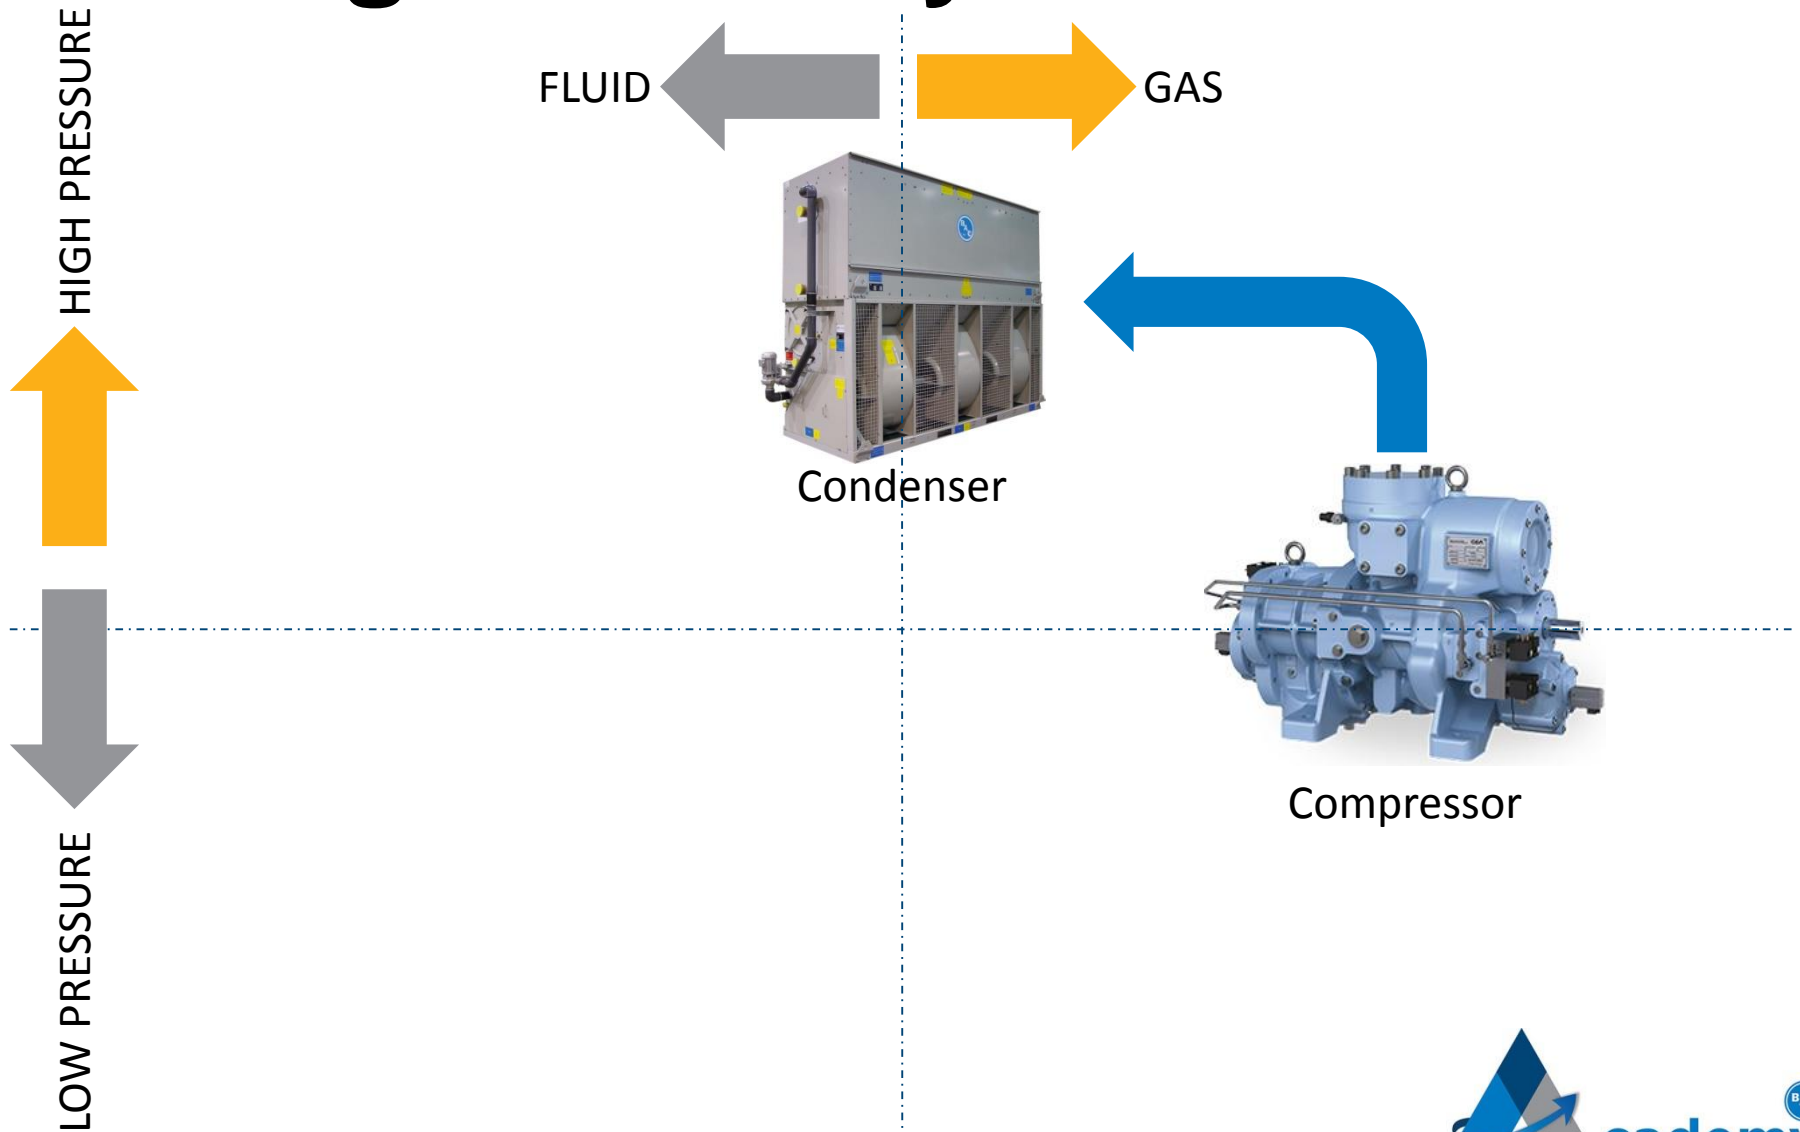 HIGH PRESSURE
FLUID
GAS
Condenser
Compressor
LOW PRESSURE